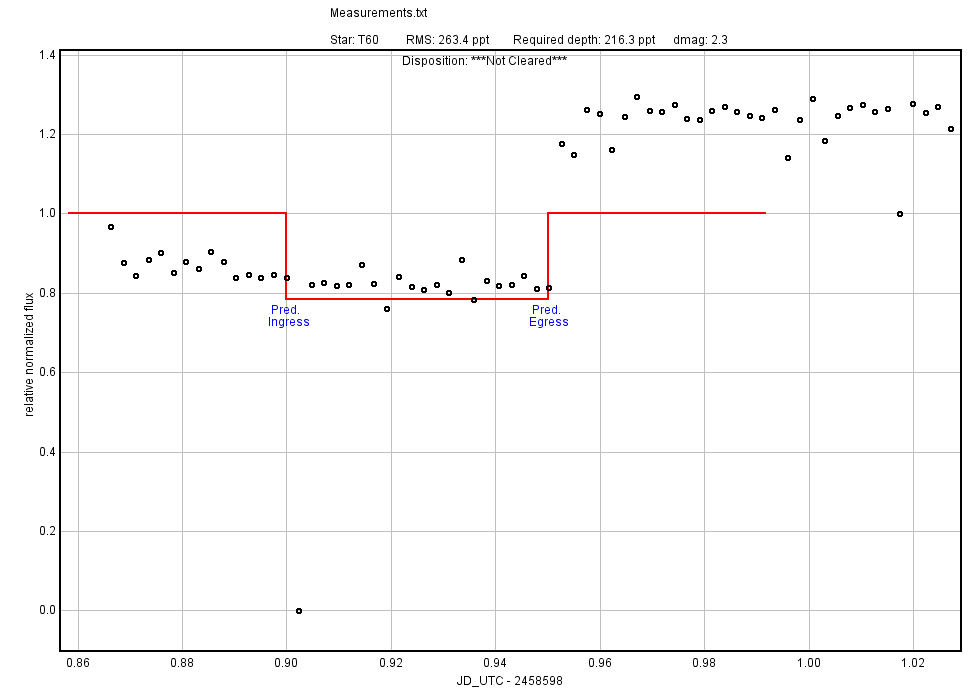 Measurements.txt
Star: T60 RMS: 263.4 ppt Required depth: 216.3 ppt dmag: 2.3
Disposition: ***Not Cleared***
1.4
1.2
1.0
0.8
0.6
0.4
0.2
0.0
relative normalized flux
Pred.
Ingress
Pred.
Egress
0.86 0.88 0.90 0.92 0.94 0.96 0.98 1.00 1.02
JD_UTC - 2458598